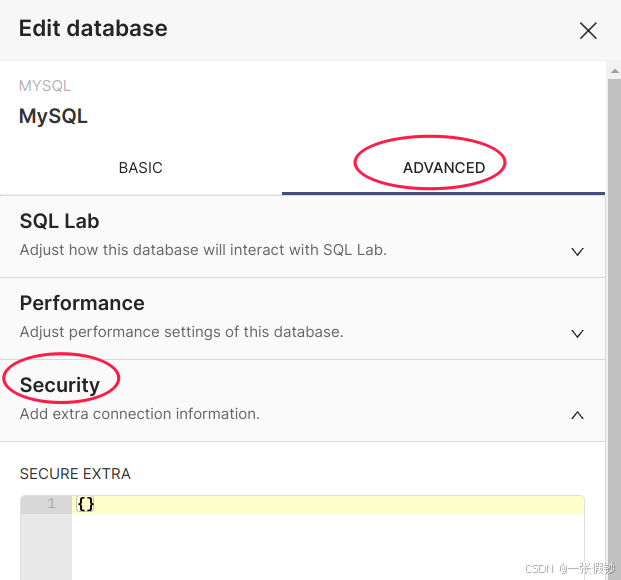 Edit database
MYSQL
MySQL
BASIC
ADVANCED
SQL Lab
Adjust how this database will interact with SQL Lab.
Performance
Adjust performance settings of this database.
Security
Add extra connection information.
SECURE EXTRA
1 {}
CSDN @一张假钞